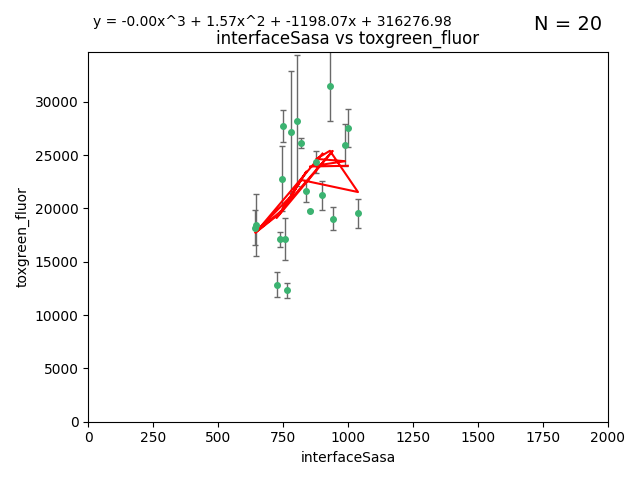 y = -0.00x^3 + 1.57x^2 + -1198.07x + 316276.98
N = 20
interfaceSasa vs toxgreen_fluor
30000
25000
20000
15000
10000
5000
0
toxgreen_fluor
0 250 500 750 1000 1250 1500 1750 2000
interfaceSasa